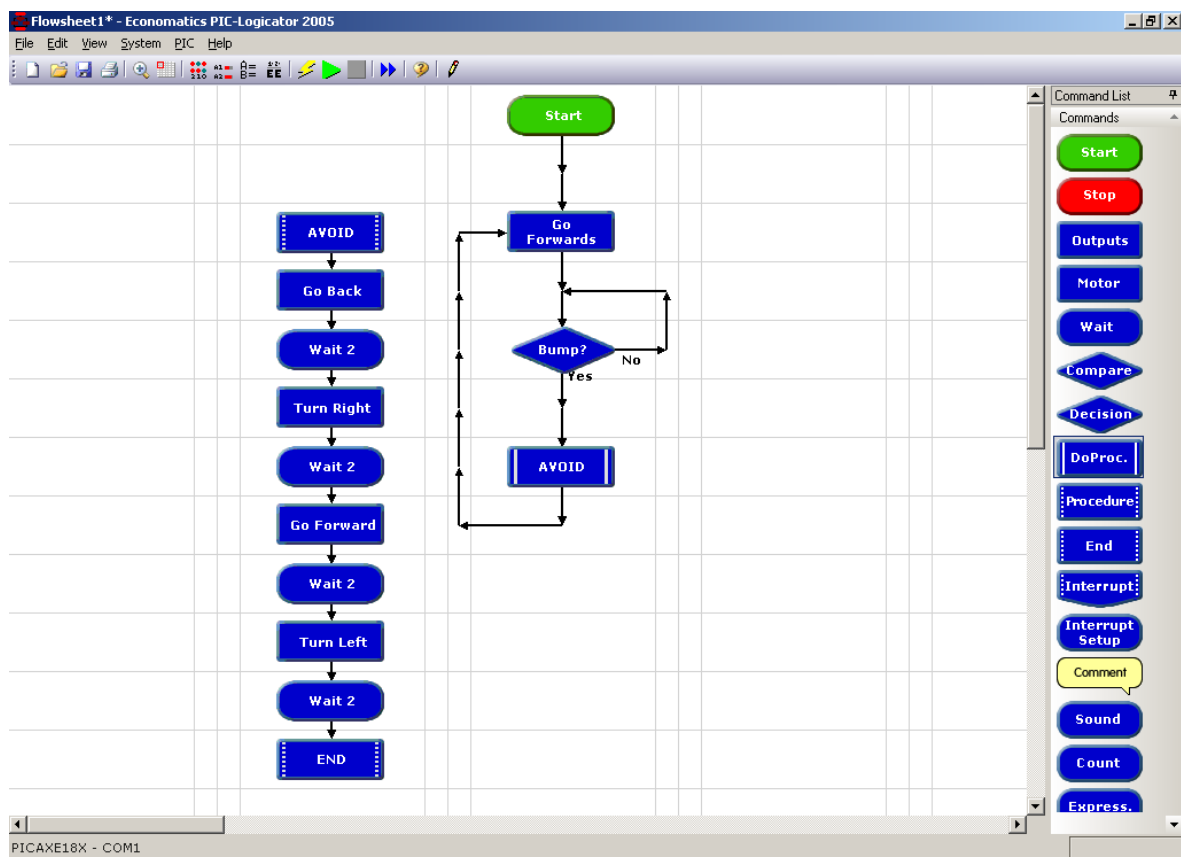 Flowsheet1* - Economatics PIC-Logicator 2005
File Edit View System PIC Help
Start
Go
Forwards
Bump?
No
Yes
AVOID
AVOID
Go Back
Wait 2
Turn Right
Wait 2
Go Forward
Wait 2
Turn Left
Wait 2
END
Command List
Commands
Start
Stop
Outputs
Motor
Wait
Compare
Decision
DoProc.
Procedure
End
Interrupt
Interrupt
Setup
Comment
Sound
Count
Express.
PICAXE18X - COM1